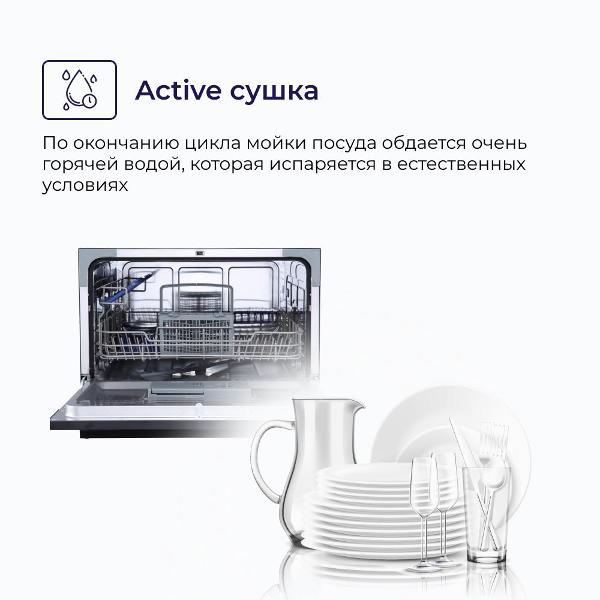 Active сушка
По окончанию цикла мойки посуда обдается очень
горячей водой, которая испаряется в естественных
условиях